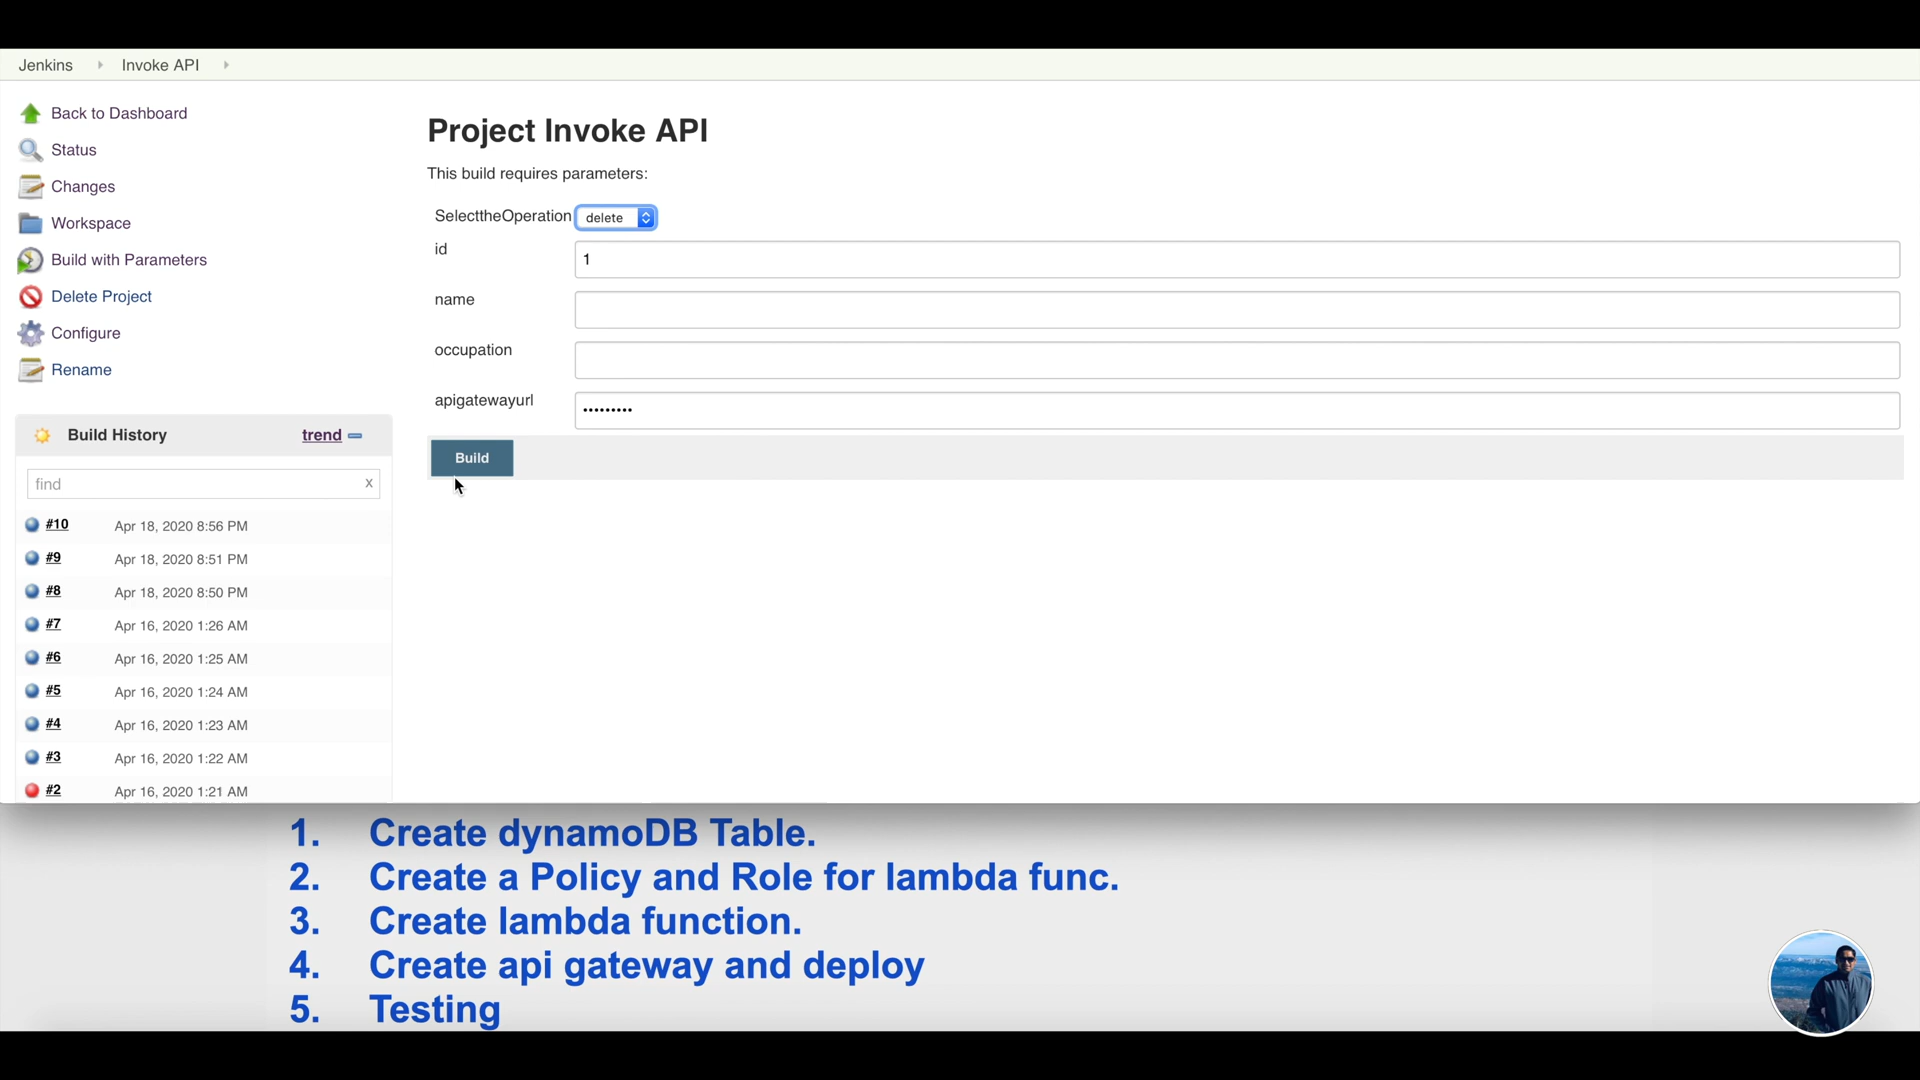 Jenkins Invoke API
Back to Dashboard
Status
Changes
Workspace
Build with Parameters
Delete Project
Configure
Rename
Build History trend
find x
#10 Apr 18, 2020 8:56 PM
#9 Apr 18, 2020 8:51 PM
#8 Apr 18, 2020 8:50 PM
#7 Apr 16, 2020 1:26 AM
#6 Apr 16, 2020 1:25 AM
#5 Apr 16, 2020 1:24 AM
#4 Apr 16, 2020 1:23 AM
#3 Apr 16, 2020 1:22 AM
#2 Apr 16, 2020 1:21 AM
Project Invoke API
This build requires parameters:
SelecttheOperation delete
id 1
name
occupation
apigatewayurl •••••••••
Build
1. Create dynamoDB Table.
2. Create a Policy and Role for lambda func.
3. Create lambda function.
4. Create api gateway and deploy
5. Testing